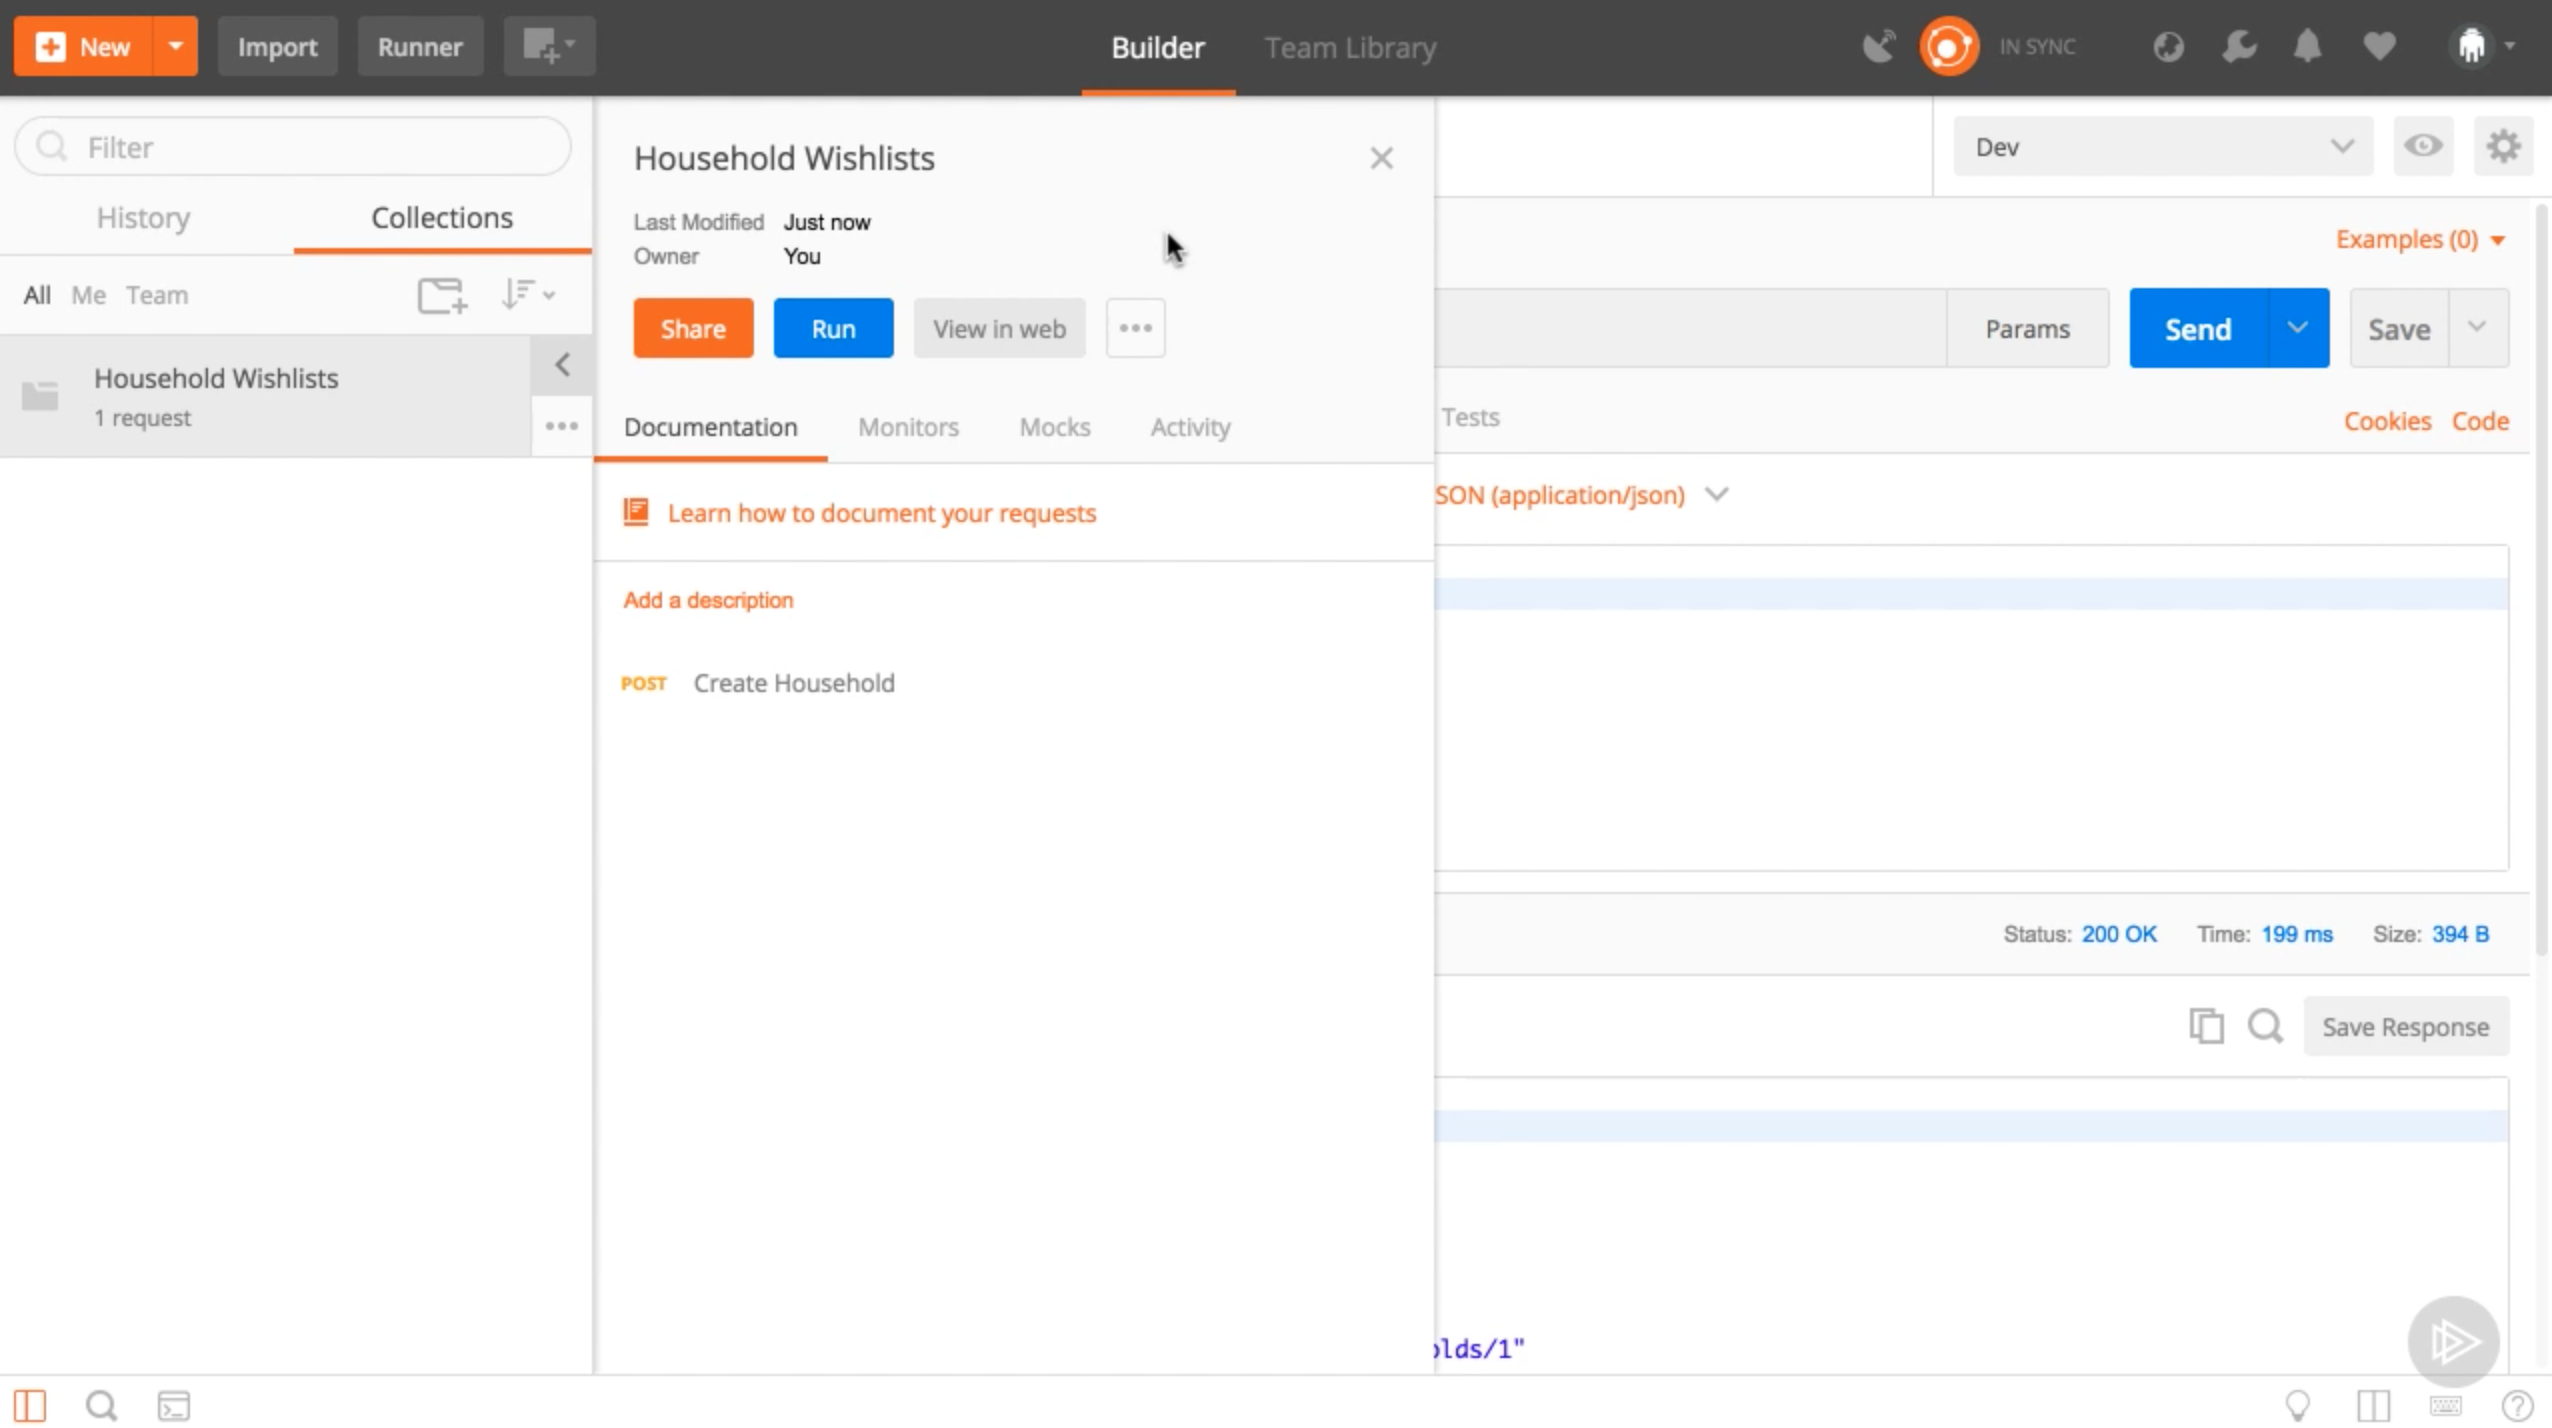 New
Import
Runner
Builder
Team Library
IN SYNC
Filter
History
Collections
All Me Team
Household Wishlists
1 request
Household Wishlists
Last Modified Just now
Owner You
Share
Run
View in web
Documentation
Monitors
Mocks
Activity
Learn how to document your requests
Add a description
POST Create Household
Dev
Examples (0)
Params
Send
Save
Tests
Cookies Code
SON (application/json)
Status: 200 OK Time: 199 ms Size: 394 B
Save Response
olds/1"